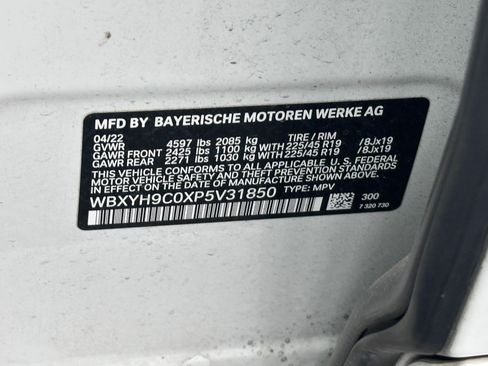 MFD BY BAYERISCHE MOTOREN WERKE AG
04/22 TIRE / RIM
GVWR 4597 lbs 2085 kg
GAWR FRONT 2425 lbs 1100 kg WITH 225/45 R19 /8Jx19
GAWR REAR 2271 lbs 1030 kg WITH 225/45 R19 /8Jx19
THIS VEHICLE CONFORMS TO ALL APPLICABLE U.S. FEDERAL
MOTOR VEHICLE SAFETY, BUMPER, AND THEFT PREVENTION
STANDARDS IN EFFECT ON THE DATE OF MANUFACTURE SHOWN ABOVE.
WBXYH9C0XP5V31850 TYPE: MPV
300
7 320 730